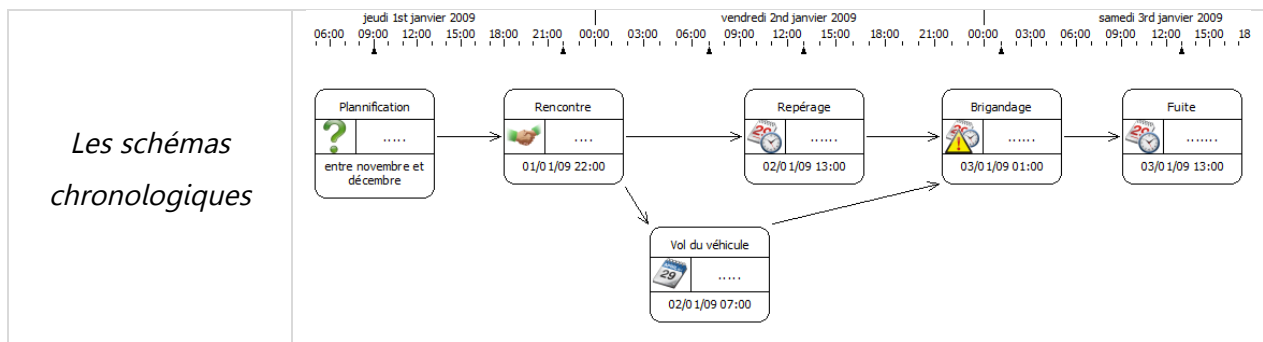 Les schémas
chronologiques
jeudi 1st janvier 2009 vendredi 2nd janvier 2009 samedi 3rd janvier 2009
06:00 09:00 12:00 15:00 18:00 21:00 00:00 03:00 06:00 09:00 12:00 15:00 18:00 21:00 00:00 03:00 06:00 09:00 12:00 15:00 18
Plannification
.....
entre novembre et
décembre
Rencontre
....
01/01/09 22:00
Repérage
......
02/01/09 13:00
Brigandage
......
03/01/09 01:00
Fuite
.......
03/01/09 13:00
Vol du véhicule
.....
29
02/01/09 07:00